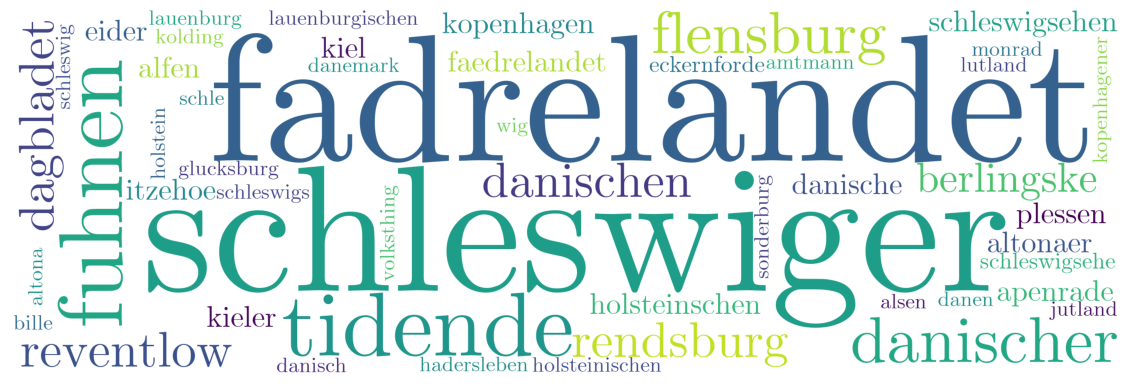 lauenburg
lauenburgischen
kopenhagen
flensburg
schleswigsehen
eider
kolding
kiel
danemark
faedrelandet
eckernforde
amtmann
monrad
lutland
dagbladet
schleswig
alfen
schle
fadrelandet
wig
kopenhagener
fuhnen
holstein
glucksburg
itzehoe
schleswigs
danischen
danische
berlingske
schleswiger
volksthing
sonderburg
plessen
altonaer
schleswigsehe
altona
bille
kieler
tidende
holsteinschen
alsen
danen
apenrade
jutland
reventlow
rendsburg
danischer
danisch
hadersleben
holsteinischen